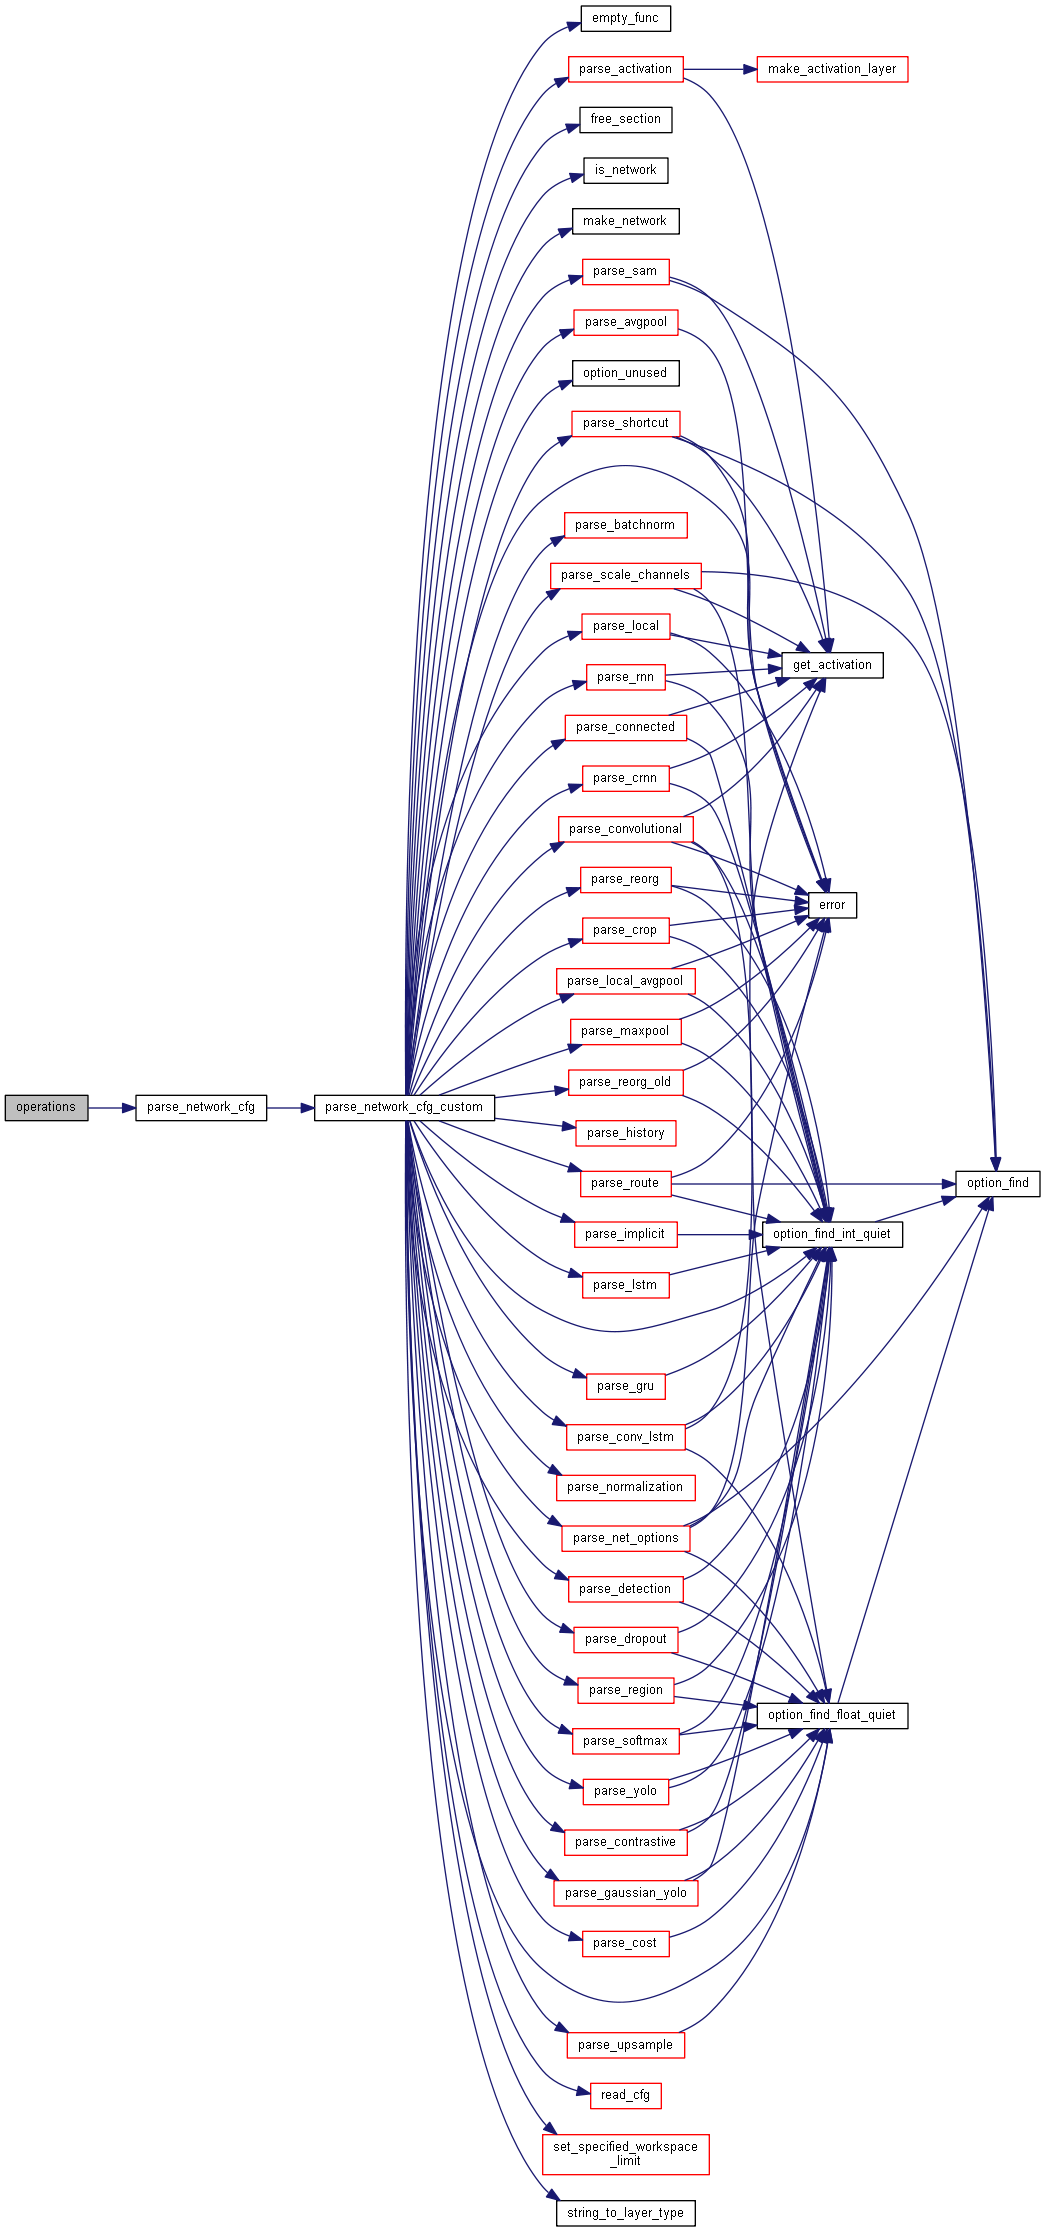 empty_func
parse_activation
make_activation_layer
free_section
is_network
make_network
parse_sam
parse_avgpool
option_unused
parse_shortcut
parse_batchnorm
parse_scale_channels
parse_local
get_activation
parse_rnn
parse_connected
parse_crnn
parse_convolutional
parse_reorg
error
parse_crop
parse_local_avgpool
parse_maxpool
parse_reorg_old
operations
parse_network_cfg
parse_network_cfg_custom
parse_history
parse_route
option_find
parse_implicit
option_find_int_quiet
parse_lstm
parse_gru
parse_conv_lstm
parse_normalization
parse_net_options
parse_detection
parse_dropout
parse_region
option_find_float_quiet
parse_softmax
parse_yolo
parse_contrastive
parse_gaussian_yolo
parse_cost
parse_upsample
read_cfg
set_specified_workspace
_limit
string_to_layer_type